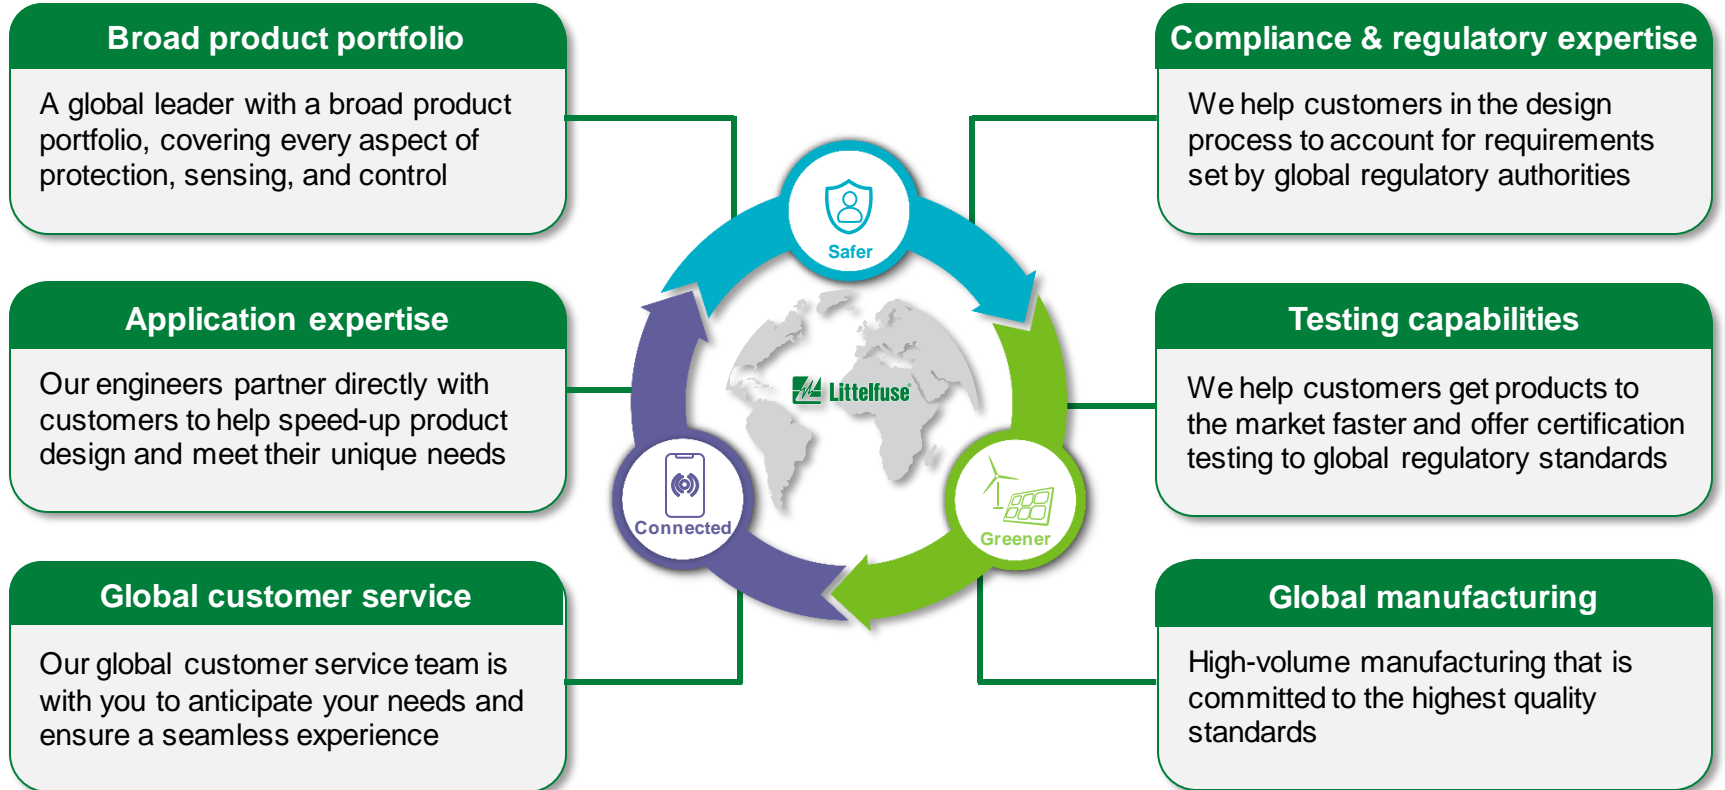 Broad product portfolio
A global leader with a broad product
portfolio, covering every aspect of
protection, sensing, and control
Application expertise
Our engineers partner directly with
customers to help speed-up product
design and meet their unique needs
Global customer service
Our global customer service team is
with you to anticipate your needs and
ensure a seamless experience
Safer
Littelfuse®
Connected
Greener
Compliance & regulatory expertise
We help customers in the design
process to account for requirements
set by global regulatory authorities
Testing capabilities
We help customers get products to
the market faster and offer certification
testing to global regulatory standards
Global manufacturing
High-volume manufacturing that is
committed to the highest quality
standards